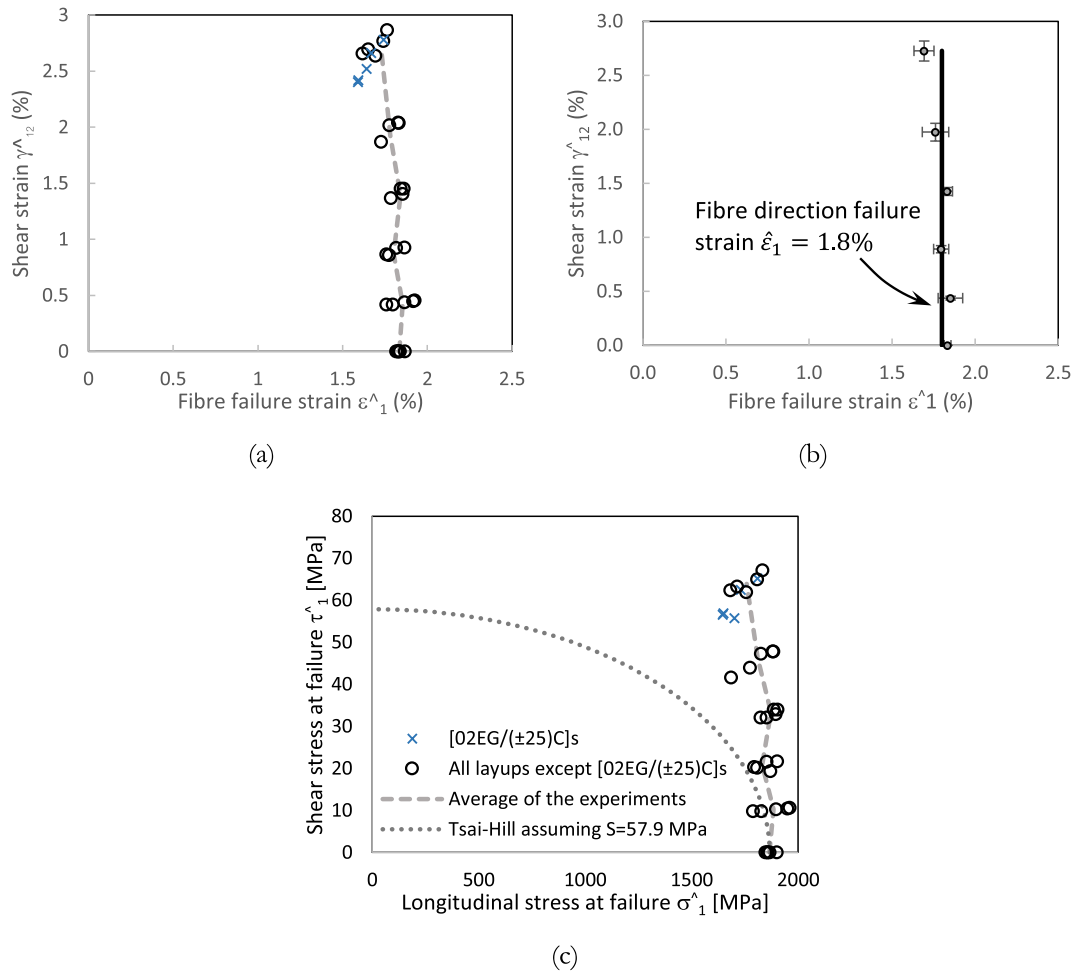 3
2.5
2
1.5
1
0.5
0
0 0.5 1 1.5 2 2.5
Shear strain γ^12 (%)
Fibre failure strain ε^1 (%)
(a)
3.0
2.5
2.0
1.5
1.0
0.5
0.0
0.0 0.5 1.0 1.5 2.0 2.5
Shear strain γ^12 (%)
Fibre direction failure
strain ε̂₁ = 1.8%
Fibre failure strain ε^1 (%)
(b)
80
70
60
50
40
30
20
10
0
0 500 1000 1500 2000
Shear stress at failure τ^1 [MPa]
[02EG/(±25)C]s
All layups except [02EG/(±25)C]s
Average of the experiments
Tsai-Hill assuming S=57.9 MPa
Longitudinal stress at failure σ^1 [MPa]
(c)